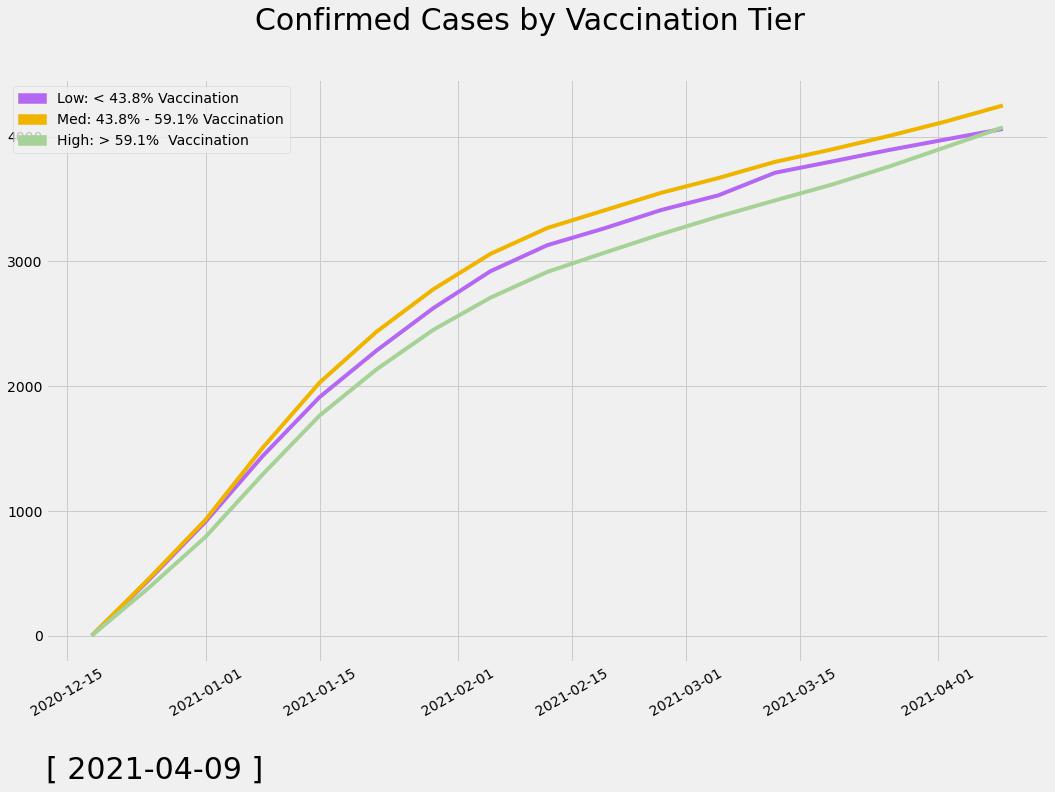 Confirmed Cases by Vaccination Tier
Low: < 43.8% Vaccination
Med: 43.8% - 59.1% Vaccination
High: > 59.1%  Vaccination
4000
3000
2000
1000
0
2020-12-15
2021-01-01
2021-01-15
2021-02-01
2021-02-15
2021-03-01
2021-03-15
2021-04-01
[ 2021-04-09 ]